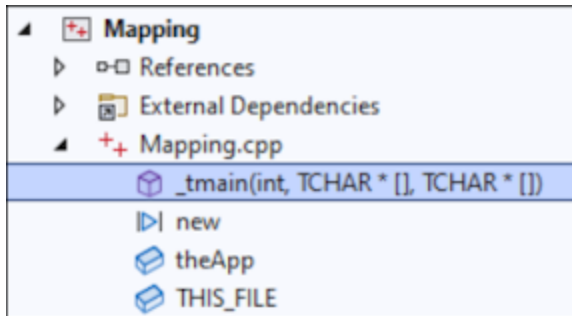 Mapping
References
External Dependencies
Mapping.cpp
_tmain(int, TCHAR * [], TCHAR * [])
new
theApp
THIS_FILE